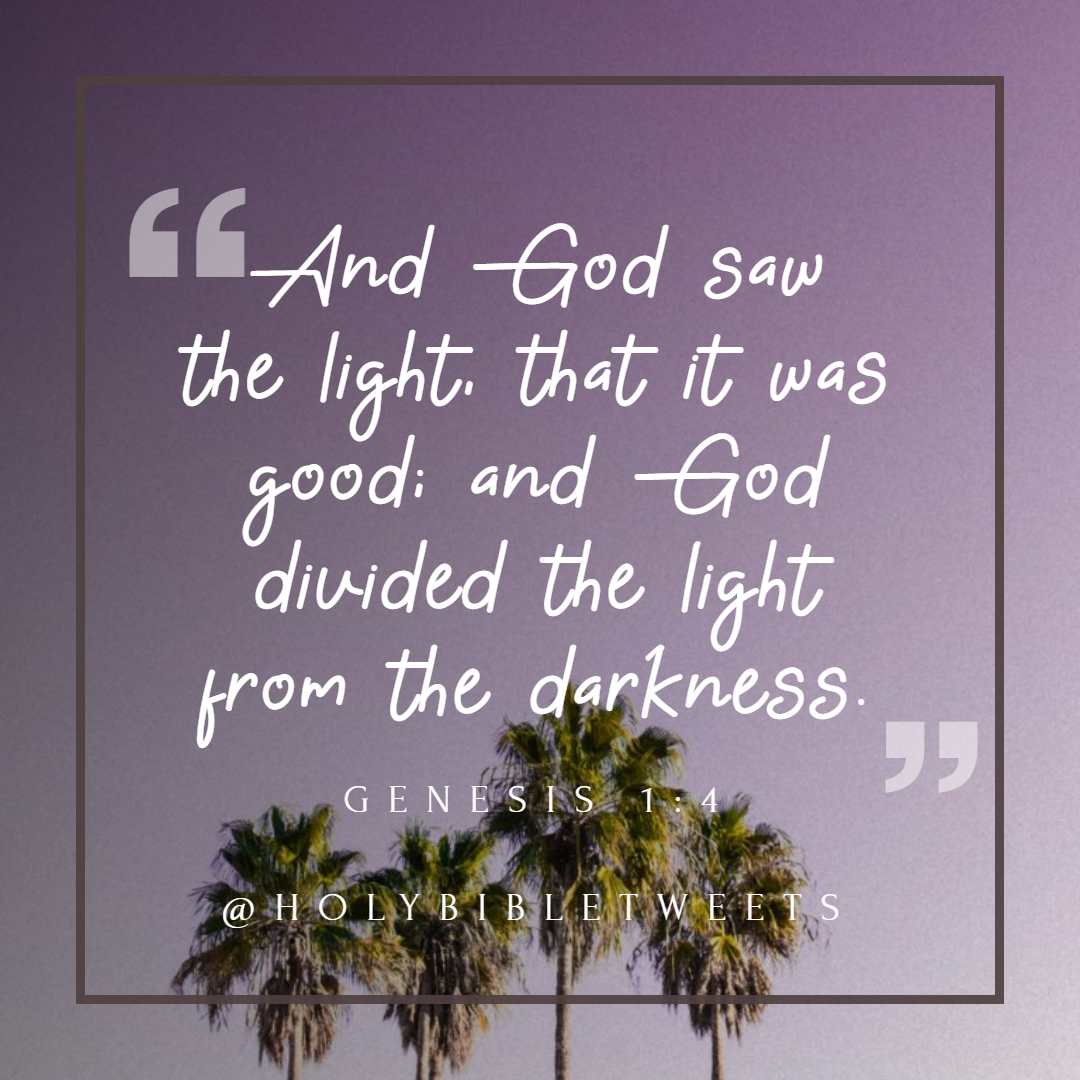 “And God saw
the light, that it was
good: and God
divided the light
from the darkness.”
GENESIS 1:4
@HOLYBIBLETWEETS